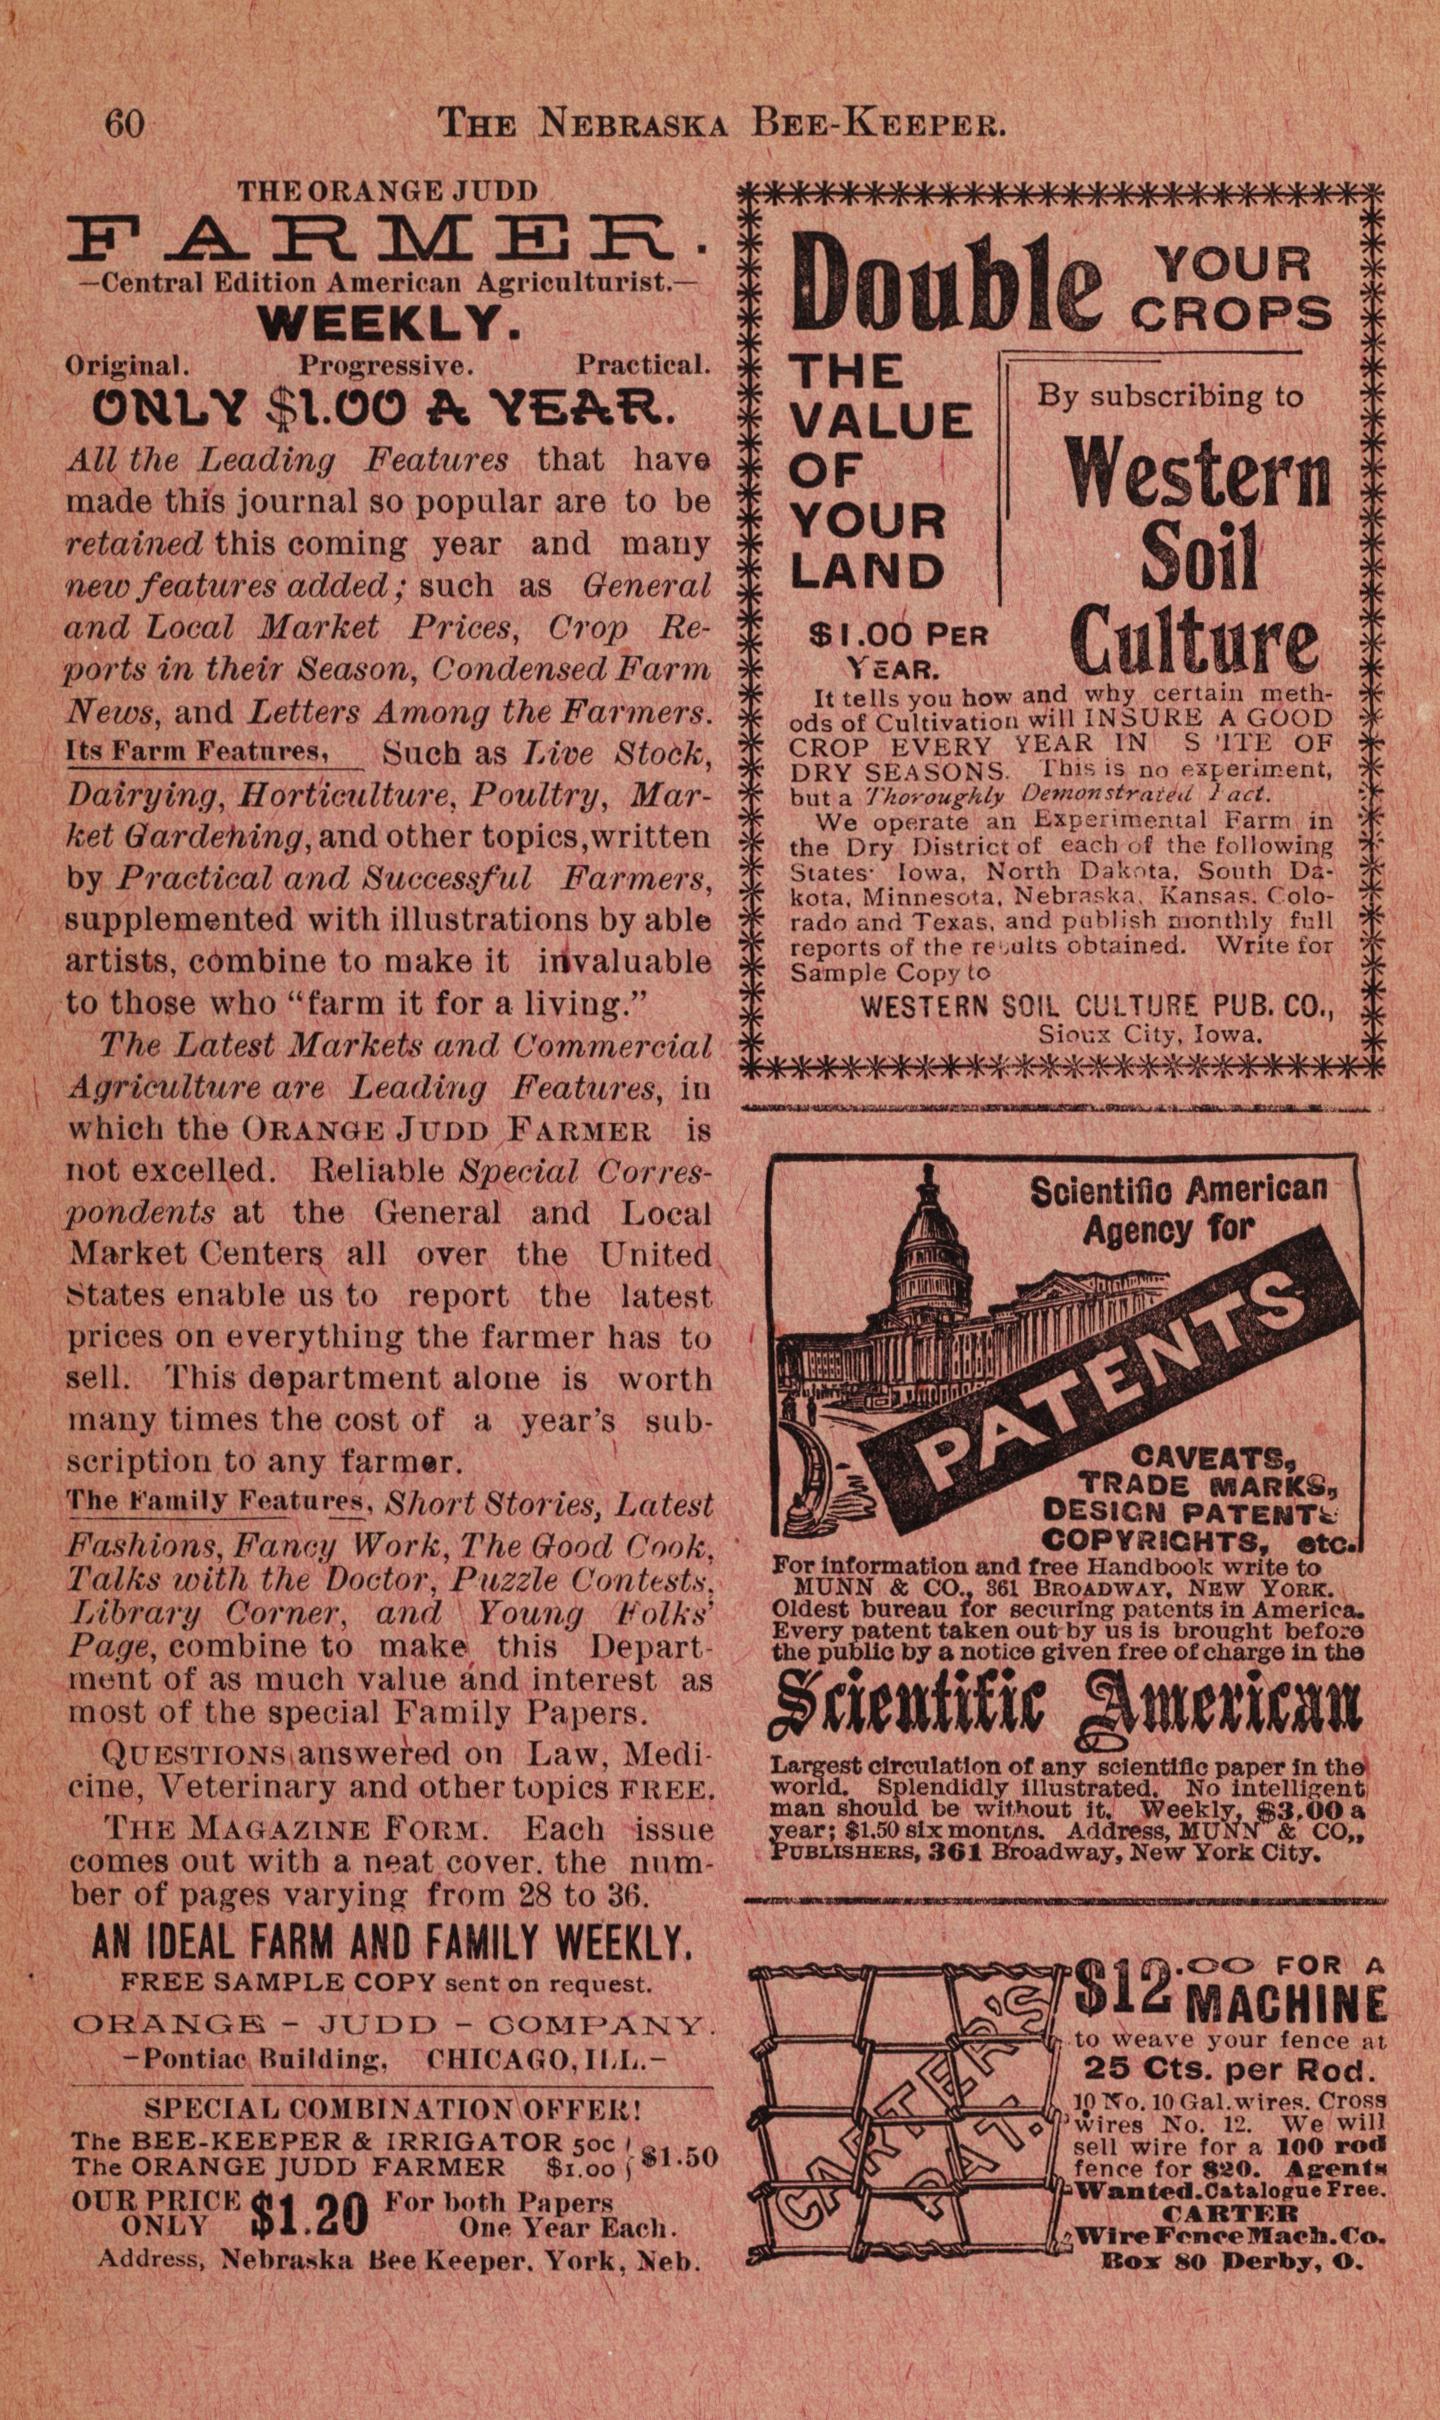 60
THE NEBRASKA BEE-KEEPER.
THE ORANGE JUDD
FARMER.
—Central Edition American Agriculturist.—
WEEKLY.
Original. Progressive. Practical.
ONLY $1.00 A YEAR.
All the Leading Features that have
made this journal so popular are to be
retained this coming year and many
new features added; such as General
and Local Market Prices, Crop Re-
ports in their Season, Condensed Farm
News, and Letters Among the Farmers.
Its Farm Features, Such as Live Stock,
Dairying, Horticulture, Poultry, Mar-
ket Gardening, and other topics, written
by Practical and Successful Farmers,
supplemented with illustrations by able
artists, combine to make it invaluable
to those who “farm it for a living.”
The Latest Markets and Commercial
Agriculture are Leading Features, in
which the ORANGE JUDD FARMER is
not excelled. Reliable Special Corres-
pondents at the General and Local
Market Centers all over the United
States enable us to report the latest
prices on everything the farmer has to
sell. This department alone is worth
many times the cost of a year's sub-
scription to any farmer.
The Family Features, Short Stories, Latest
Fashions, Fancy Work, The Good Cook,
Talks with the Doctor, Puzzle Contests,
Library Corner, and Young Folks'
Page, combine to make this Depart-
ment of as much value and interest as
most of the special Family Papers.
QUESTIONS answered on Law, Medi-
cine, Veterinary and other topics FREE.
THE MAGAZINE FORM. Each issue
comes out with a neat cover. the num-
ber of pages varying from 28 to 36.
AN IDEAL FARM AND FAMILY WEEKLY.
FREE SAMPLE COPY sent on request.
ORANGE - JUDD - COMPANY.
—Pontiac Building, CHICAGO, ILL.—
SPECIAL COMBINATION OFFER!
The BEE-KEEPER & IRRIGATOR 50c
The ORANGE JUDD FARMER $1.00 } $1.50
OUR PRICE ONLY $1.20 For both Papers
One Year Each.
Address, Nebraska Bee Keeper, York, Neb.
Double YOUR
CROPS
THE
VALUE
OF
YOUR
LAND
$1.00 PER
YEAR.
By subscribing to
Western
Soil
Culture
It tells you how and why certain meth-
ods of Cultivation will INSURE A GOOD
CROP EVERY YEAR IN S 'ITE OF
DRY SEASONS. This is no experiment,
but a Thoroughly Demonstrated Fact.
We operate an Experimental Farm in
the Dry District of each of the following
States: Iowa, North Dakota, South Da-
kota, Minnesota, Nebraska, Kansas, Colo-
rado and Texas, and publish monthly full
reports of the results obtained. Write for
Sample Copy to
WESTERN SOIL CULTURE PUB. CO.,
Sioux City, Iowa.
Scientific American
Agency for
PATENTS
CAVEATS,
TRADE MARKS,
DESIGN PATENTS
COPYRIGHTS, etc.
For information and free Handbook write to
MUNN & CO., 361 BROADWAY, NEW YORK.
Oldest bureau for securing patents in America.
Every patent taken out by us is brought before
the public by a notice given free of charge in the
Scientific American
Largest circulation of any scientific paper in the
world. Splendidly illustrated. No intelligent
man should be without it. Weekly, $3.00 a
year; $1.50 six months. Address, MUNN & CO.,
PUBLISHERS, 361 Broadway, New York City.
CARTER'S
PAT.
$12.00 FOR A
MACHINE
to weave your fence at
25 Cts. per Rod.
10 No. 10 Gal. wires. Cross
wires No. 12. We will
sell wire for a 100 rod
fence for $20. Agents
Wanted. Catalogue Free.
CARTER
Wire Fence Mach. Co.
Box 80 Derby, O.